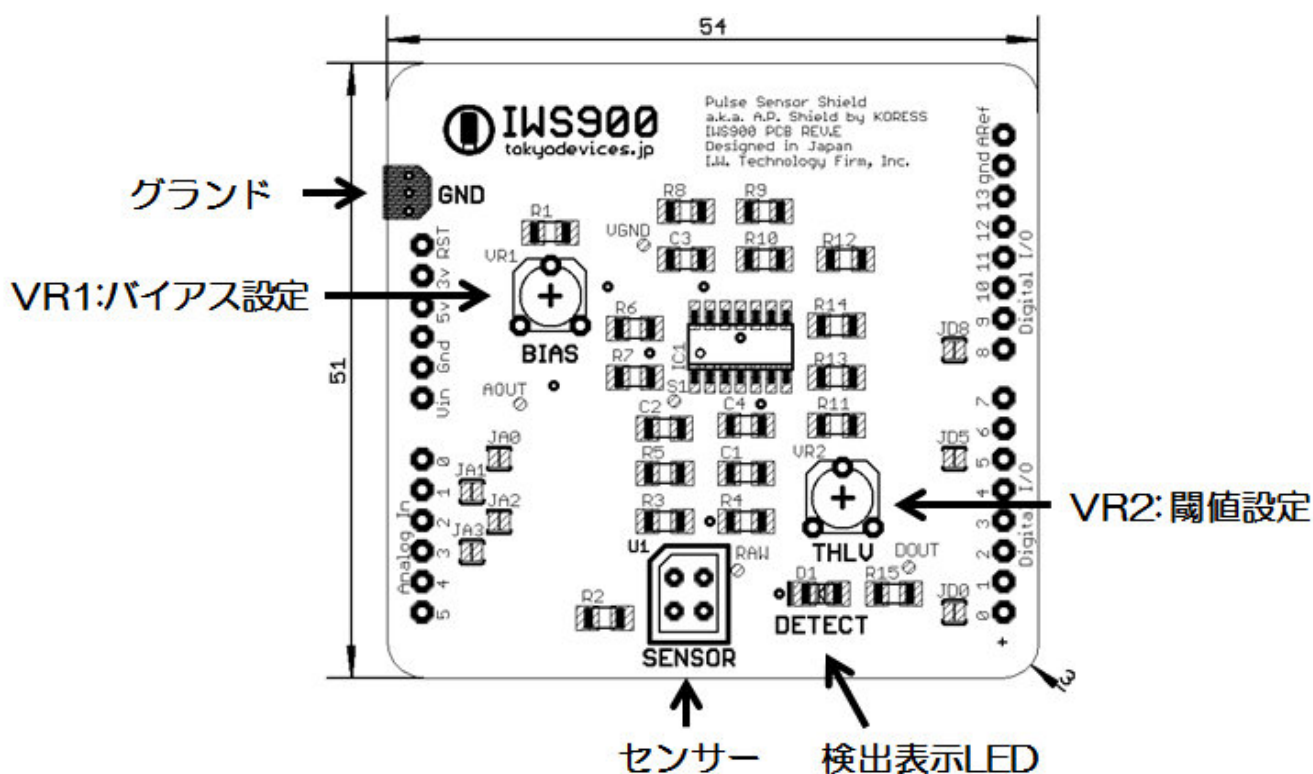 54
51
IWS900
tokyodevices.jp
Pulse Sensor Shield
a.k.a. A.P. Shield by KORESS
IWS900 PCB REV.E
Designed in Japan
I.W. Technology Firm, Inc.
グランド
GND
VR1:バイアス設定
RST
3v
5v
Gnd
Vin
R1
VR1
BIAS
VGND
R8
R9
C3
R10
R12
R6
R7
IC1
R14
R13
R11
AOUT
S1
C2
C4
R5
C1
R3
R4
VR2
THLV
VR2:閾値設定
JA0
JA1
JA2
JA3
Analog In
0
1
2
3
4
5
U1
RAW
R2
SENSOR
D1
R15
DOUT
DETECT
ARef
gnd
13
12
11
10
9
8
Digital I/O
JD8
7
6
5
4
3
2
1
0
Digital I/O
JD5
JD0
+
r3
センサー
検出表示LED